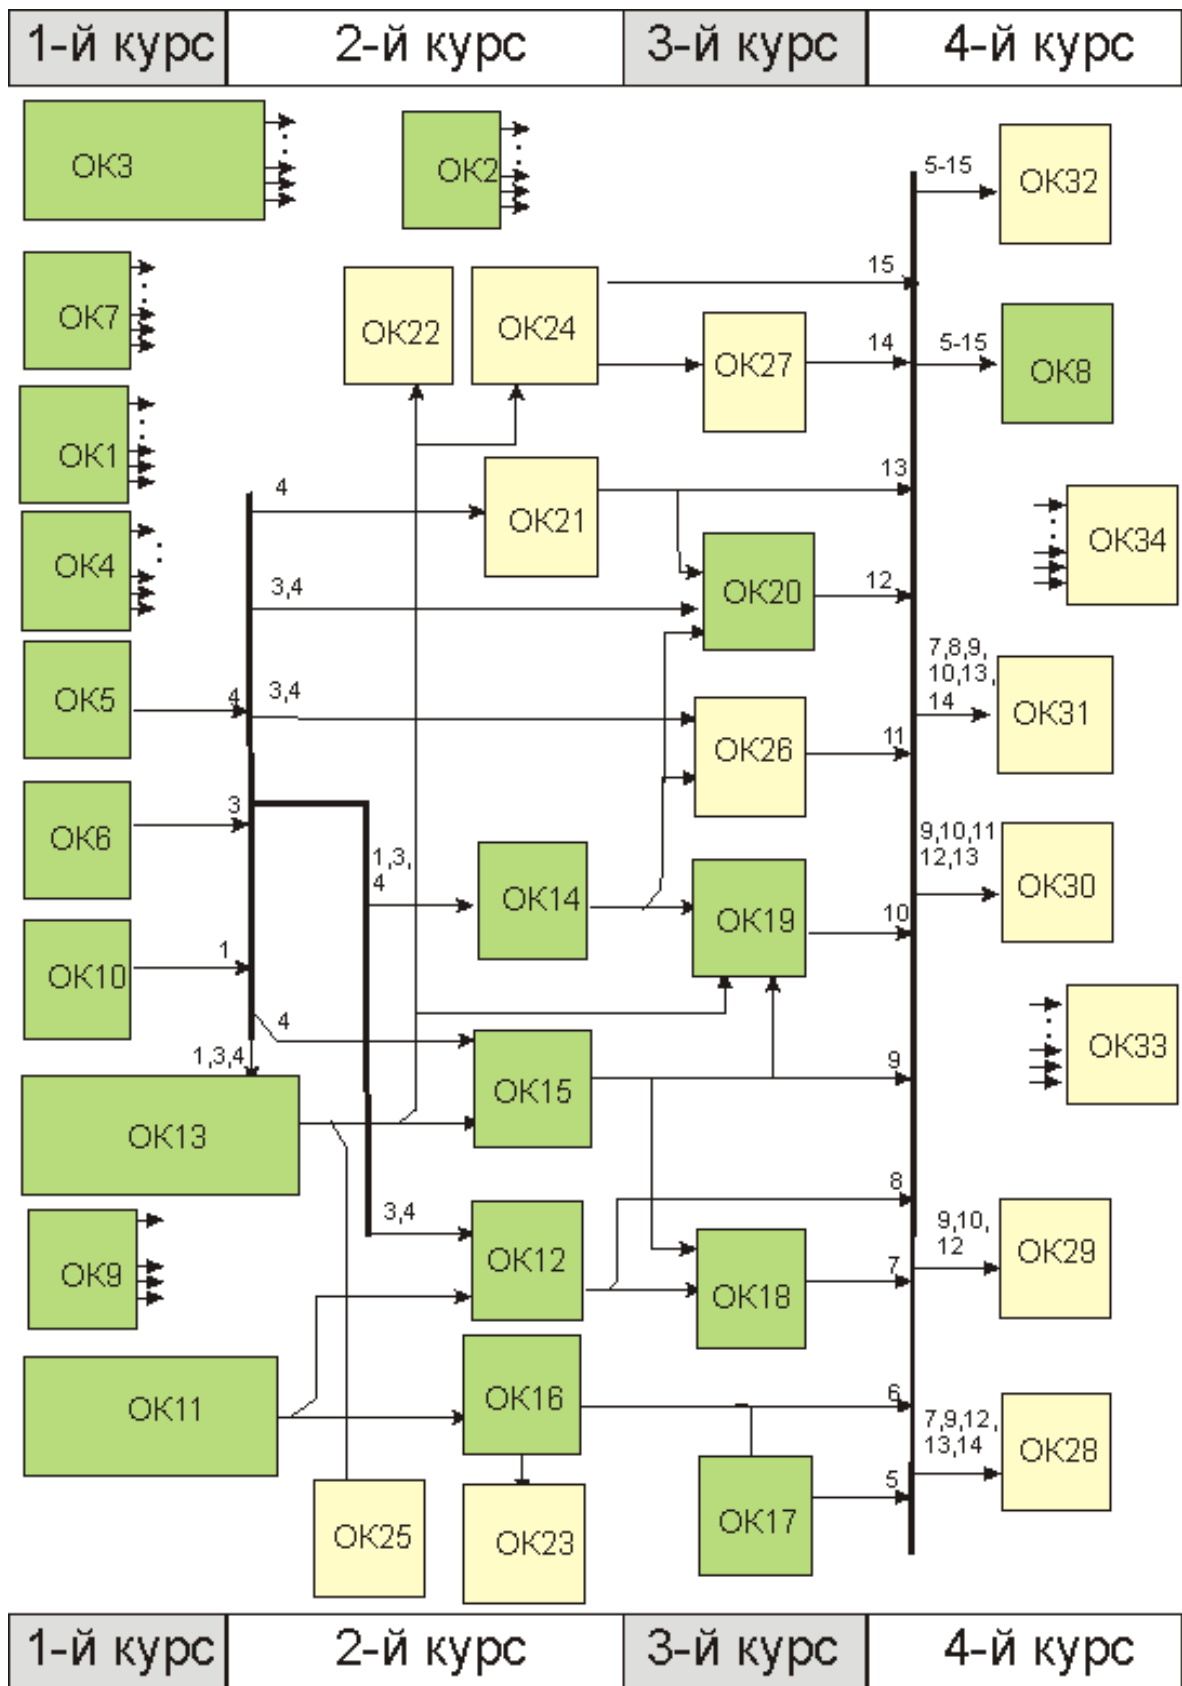 1-й курс
2-й курс
3-й курс
4-й курс
ОК3
ОК2
5-15
ОК32
ОК7
ОК22
ОК24
15
ОК27
14
5-15
ОК8
ОК1
4
ОК21
13
ОК34
ОК4
3,4
ОК20
12
ОК5
4
3,4
ОК26
11
7,8,9,
10,13,
14
ОК31
ОК6
3
1,3,
4
ОК14
ОК19
10
9,10,11
12,13
ОК30
ОК10
1
4
1,3,4
ОК15
9
ОК33
ОК13
3,4
ОК12
8
ОК9
ОК18
7
9,10,
12
ОК29
ОК11
ОК16
6
7,9,12,
13,14
ОК28
ОК25
ОК23
ОК17
5
1-й курс
2-й курс
3-й курс
4-й курс